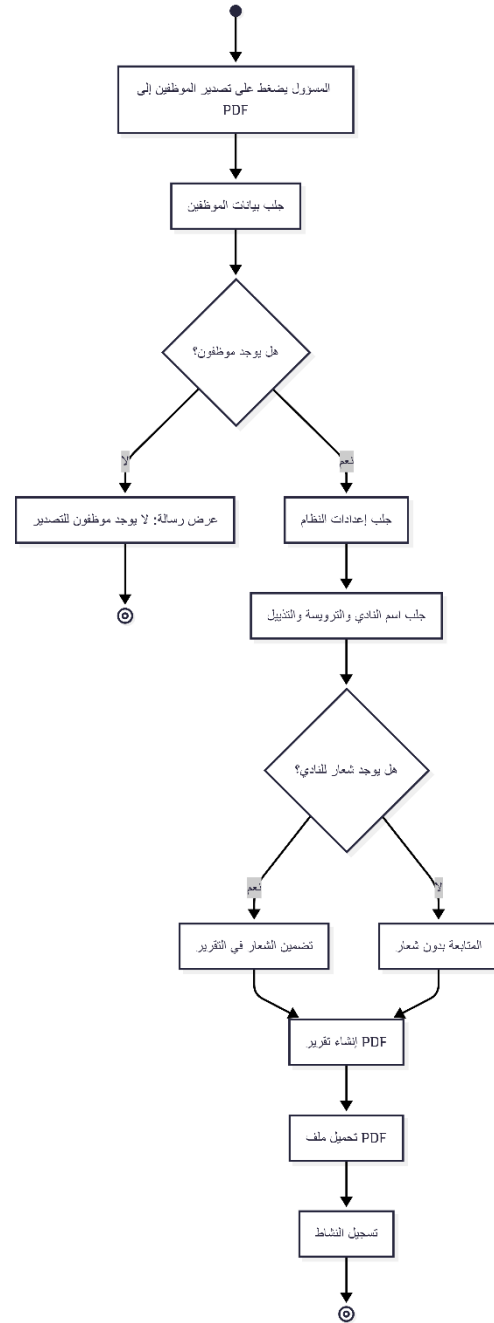 المسؤول يضغط على تصدير الموظفين إلى
PDF
جلب بيانات الموظفين
هل يوجد موظفون؟
لا
نعم
عرض رسالة: لا يوجد موظفون للتصدير
جلب إعدادات النظام
جلب اسم النادي والترويسة والتذييل
هل يوجد شعار للنادي؟
نعم
لا
تضمين الشعار في التقرير
المتابعة بدون شعار
إنشاء تقرير PDF
تحميل ملف PDF
تسجيل النشاط